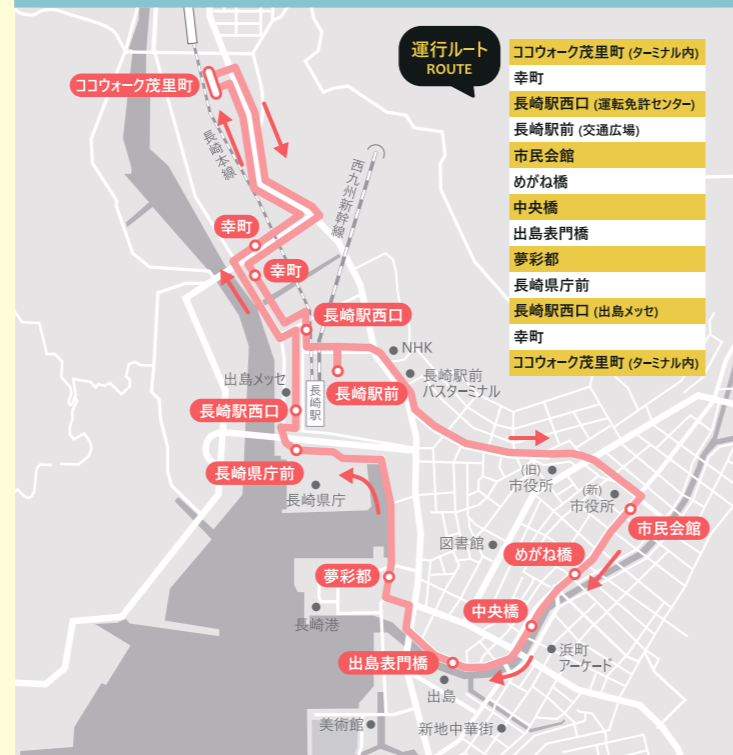 運行ルート
ROUTE
ココウォーク茂里町 (ターミナル内)
幸町
長崎駅西口 (運転免許センター)
長崎駅前 (交通広場)
市民会館
めがね橋
中央橋
出島表門橋
夢彩都
長崎県庁前
長崎駅西口 (出島メッセ)
幸町
ココウォーク茂里町 (ターミナル内)
ココウォーク茂里町
長崎本線
西九州新幹線
幸町
幸町
長崎駅西口
NHK
長崎駅前
バスターミナル
出島メッセ
長崎駅
長崎駅前
長崎駅西口
長崎県庁前
長崎県庁
(旧)
市役所
(新)
市役所
市民会館
図書館
めがね橋
夢彩都
中央橋
長崎港
浜町
アーケード
出島表門橋
出島
美術館
新地中華街